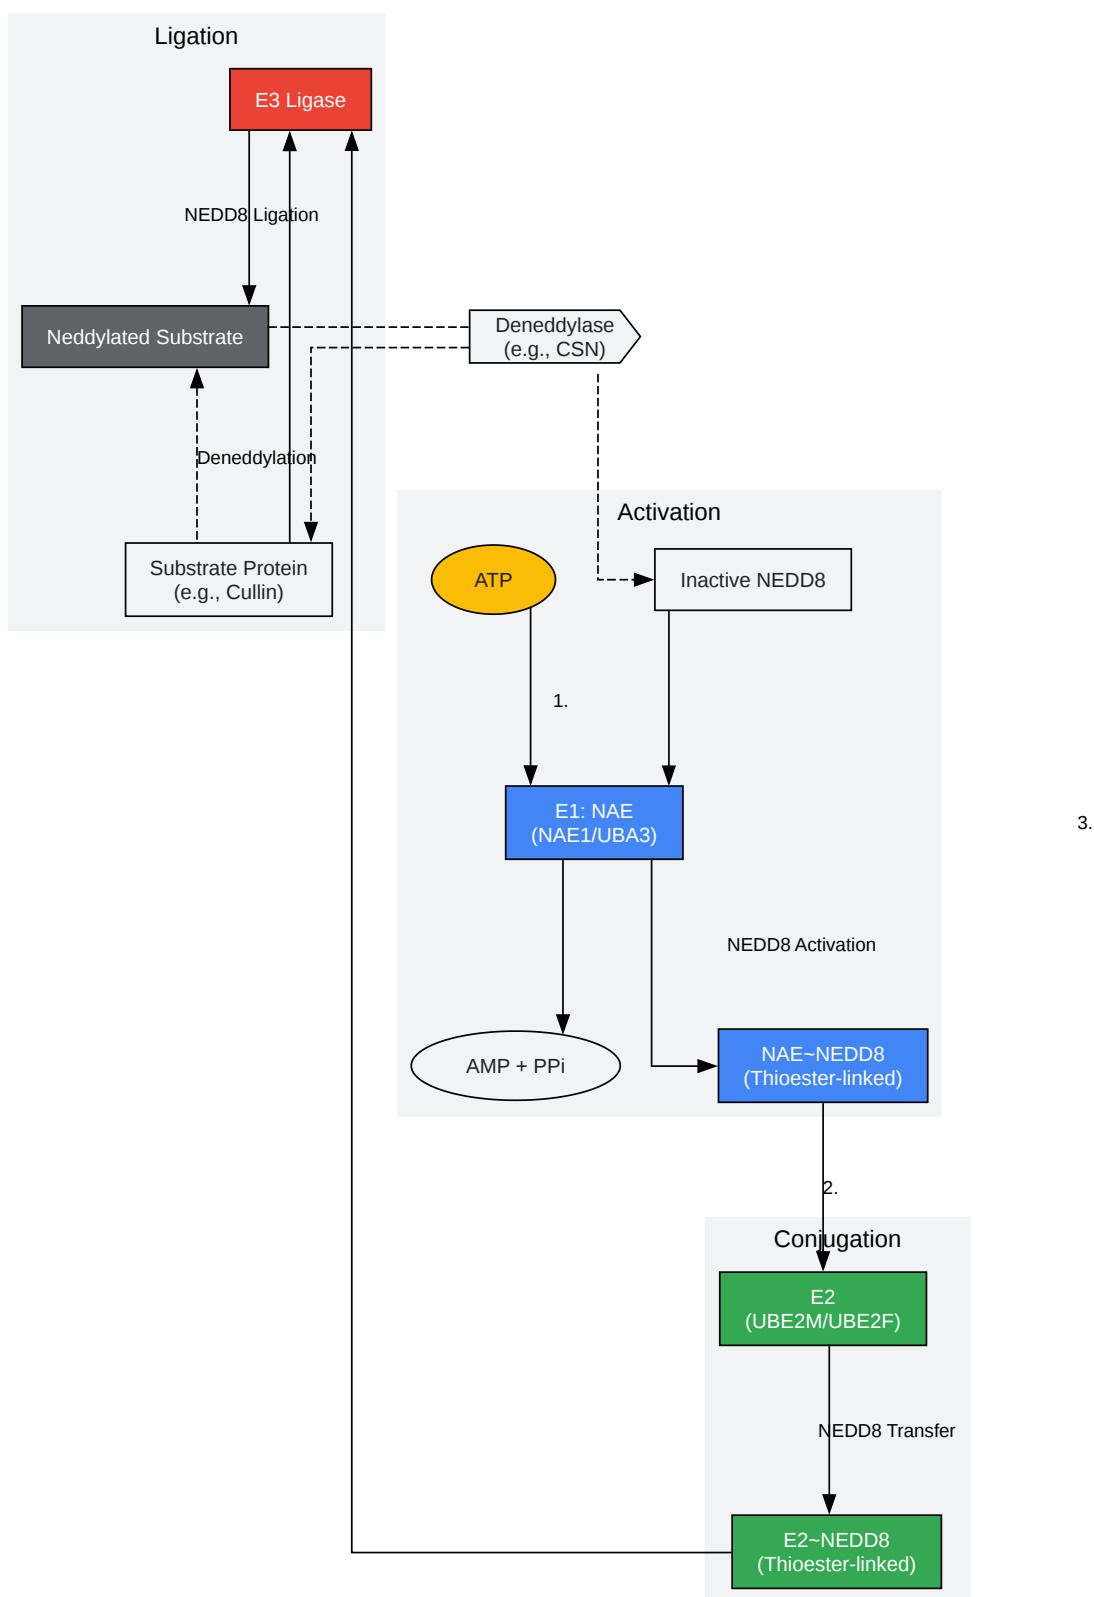 Ligation
E3 Ligase
NEDD8 Ligation
Neddylated Substrate
Deneddylase
(e.g., CSN)
Deneddylation
Substrate Protein
(e.g., Cullin)
Activation
ATP
Inactive NEDD8
1.
E1: NAE
(NAE1/UBA3)
3.
NEDD8 Activation
AMP + PPi
NAE~NEDD8
(Thioester-linked)
2.
Conjugation
E2
(UBE2M/UBE2F)
NEDD8 Transfer
E2~NEDD8
(Thioester-linked)